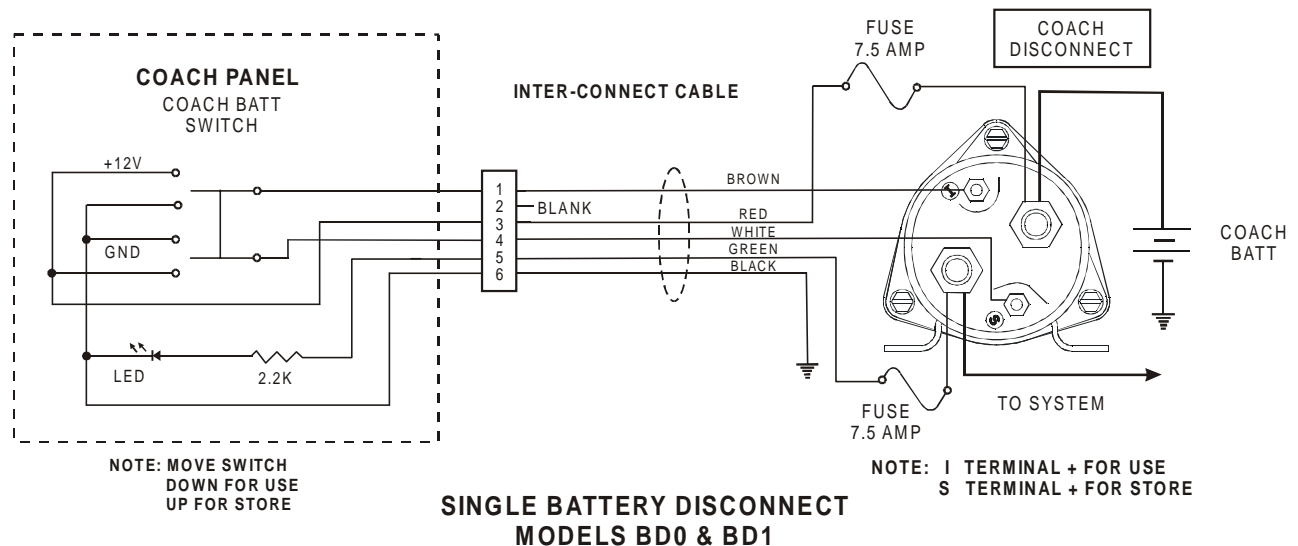 FUSE
7.5 AMP
COACH
DISCONNECT
COACH PANEL
COACH BATT
SWITCH
INTER-CONNECT CABLE
+12V
GND
LED
2.2K
1
2
3
4
5
6
BLANK
BROWN
RED
WHITE
GREEN
BLACK
I
S
COACH
BATT
TO SYSTEM
FUSE
7.5 AMP
NOTE: MOVE SWITCH
DOWN FOR USE
UP FOR STORE
NOTE: I TERMINAL + FOR USE
S TERMINAL + FOR STORE
SINGLE BATTERY DISCONNECT
MODELS BD0 & BD1